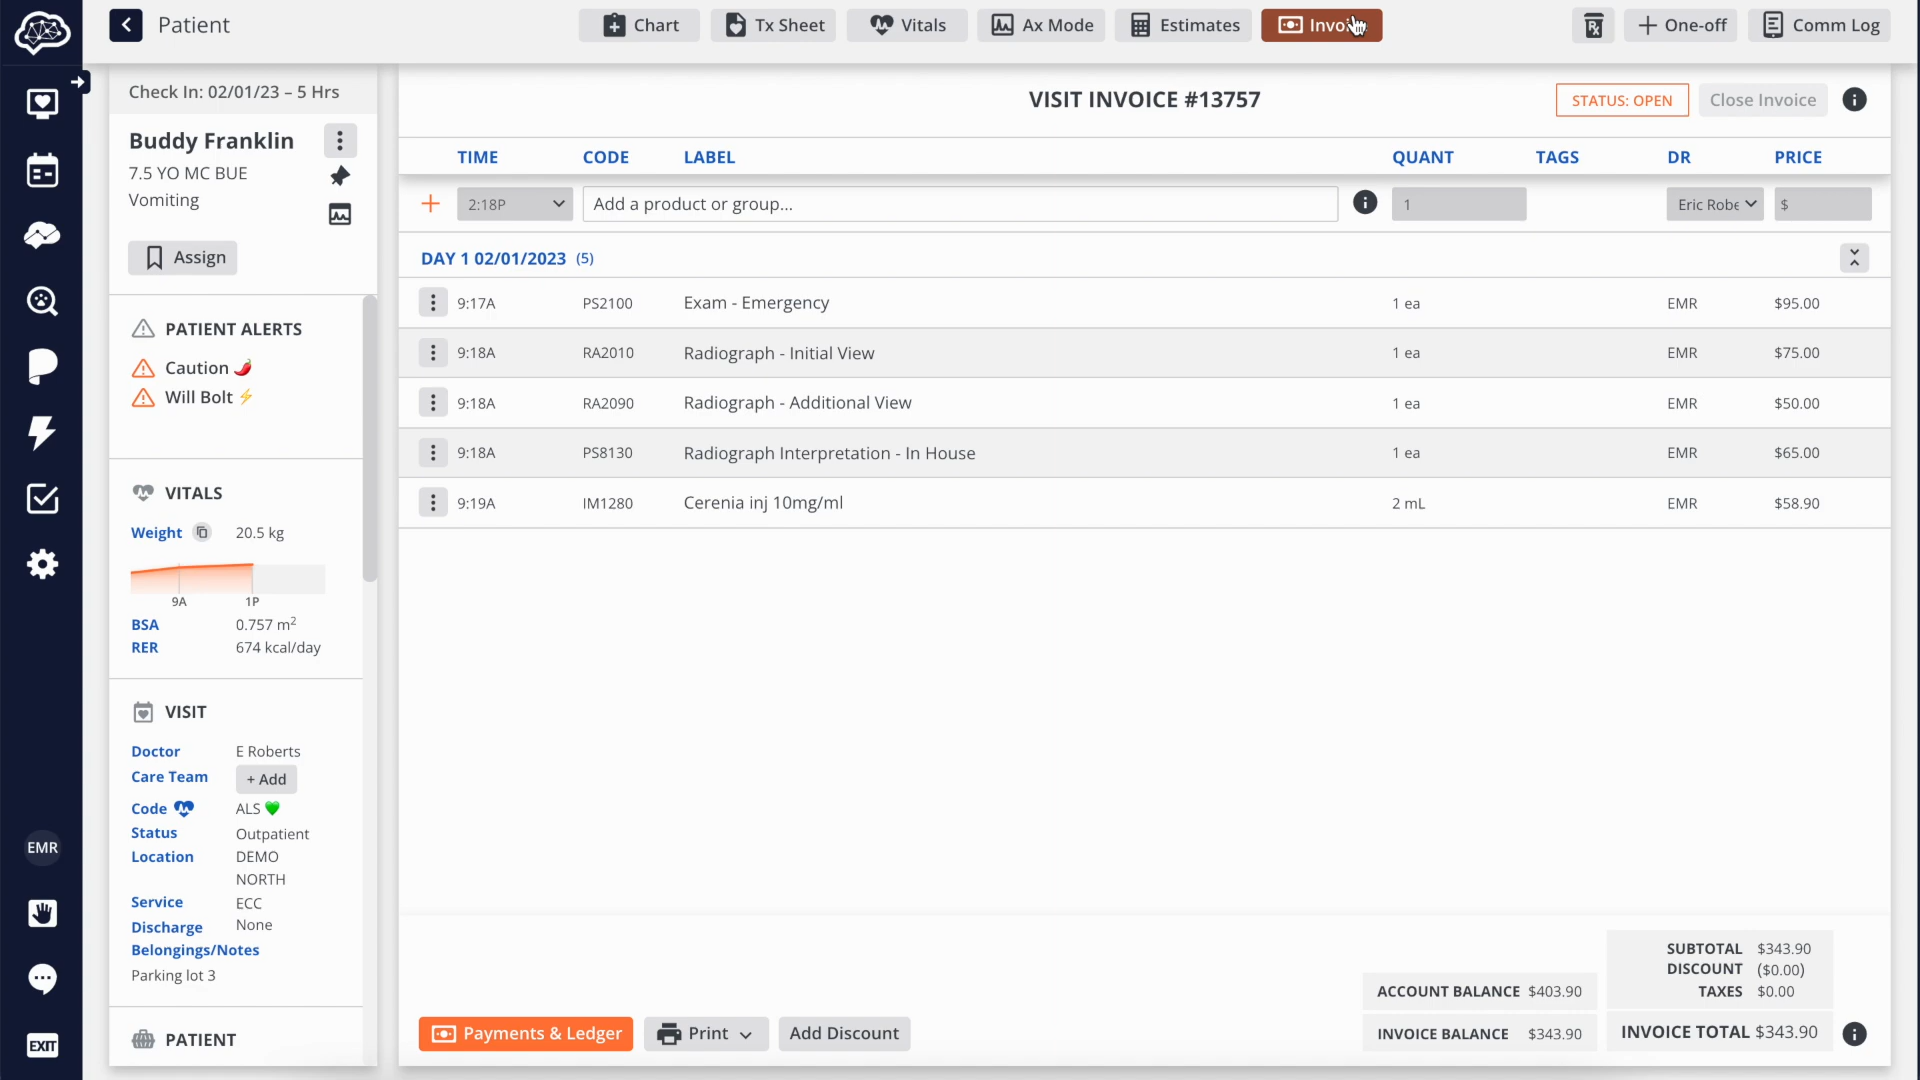 Patient
Chart
Tx Sheet
Vitals
Ax Mode
Estimates
One-off
Comm Log
Check In: 02/01/23 – 5 Hrs
Buddy Franklin
7.5 YO MC BUE
Vomiting
Assign
PATIENT ALERTS
Caution 🌶️
Will Bolt ⚡
VITALS
Weight 20.5 kg
9A 1P
BSA 0.757 m²
RER 674 kcal/day
VISIT
Doctor E Roberts
Care Team + Add
Code ALS 💚
Status Outpatient
Location DEMO
NORTH
Service ECC
Discharge None
Belongings/Notes
Parking lot 3
PATIENT
EMR
EXIT
VISIT INVOICE #13757
STATUS: OPEN
Close Invoice
TIME CODE LABEL QUANT TAGS DR PRICE
2:18P Add a product or group... 1 Eric Robe $
DAY 1 02/01/2023 (5)
9:17A PS2100 Exam - Emergency 1 ea EMR $95.00
9:18A RA2010 Radiograph - Initial View 1 ea EMR $75.00
9:18A RA2090 Radiograph - Additional View 1 ea EMR $50.00
9:18A PS8130 Radiograph Interpretation - In House 1 ea EMR $65.00
9:19A IM1280 Cerenia inj 10mg/ml 2 mL EMR $58.90
SUBTOTAL $343.90
DISCOUNT ($0.00)
TAXES $0.00
ACCOUNT BALANCE $403.90
INVOICE BALANCE $343.90
INVOICE TOTAL $343.90
Payments & Ledger
Print
Add Discount